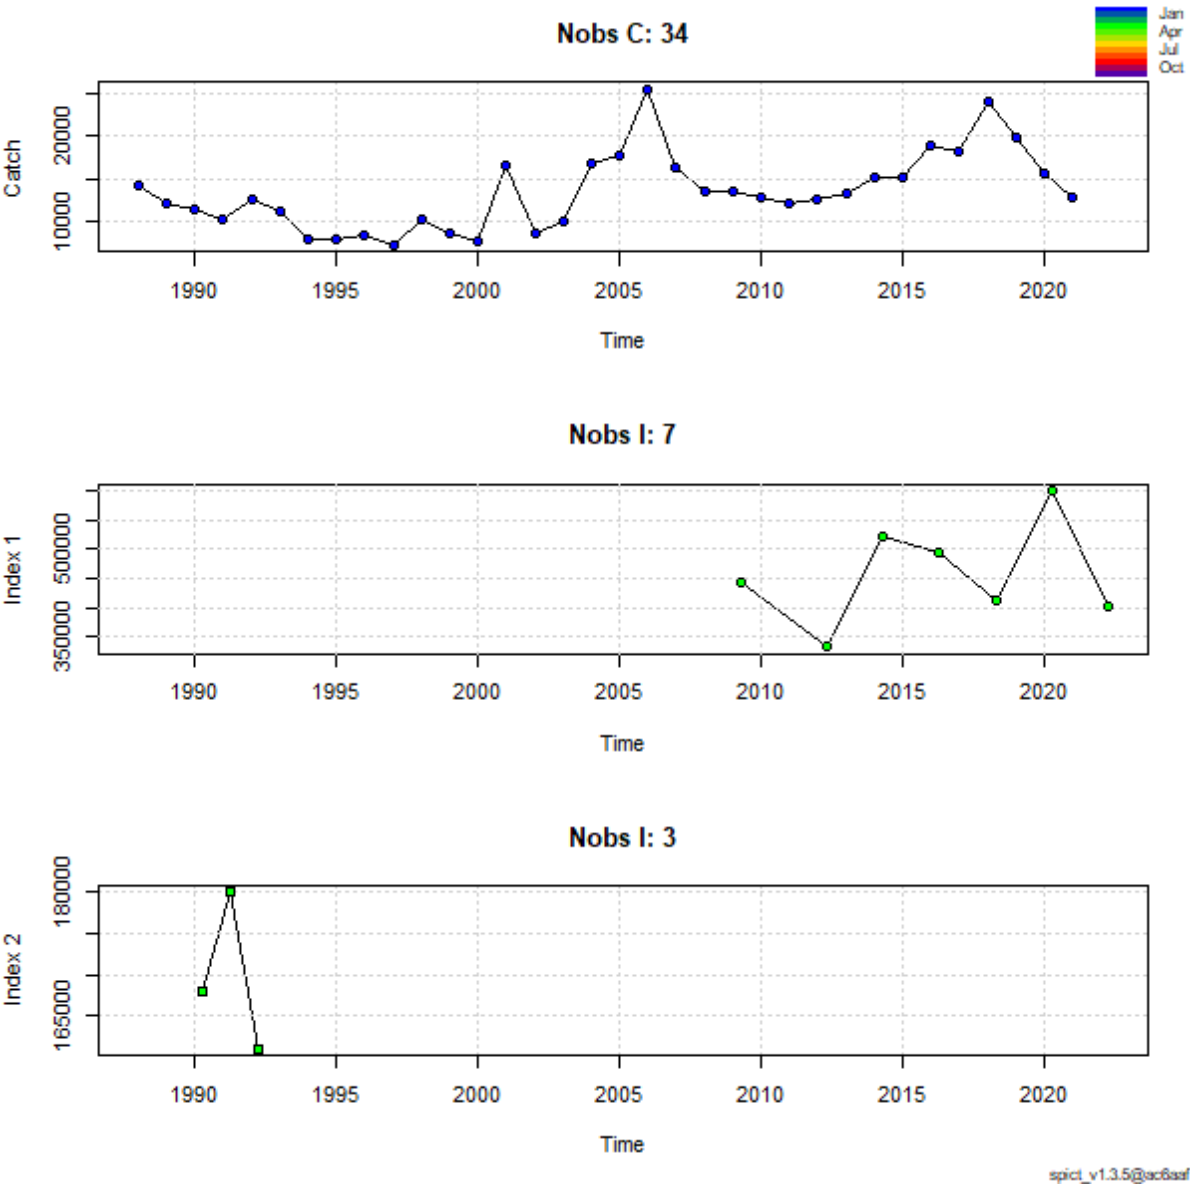 Nobs C: 34
Jan
Apr
Jul
Oct
Catch
20000
10000
1990 1995 2000 2005 2010 2015 2020
Time
Nobs I: 7
Index 1
500000
350000
1990 1995 2000 2005 2010 2015 2020
Time
Nobs I: 3
Index 2
180000
165000
1990 1995 2000 2005 2010 2015 2020
Time
spict_v1.3.5@ac6aaf